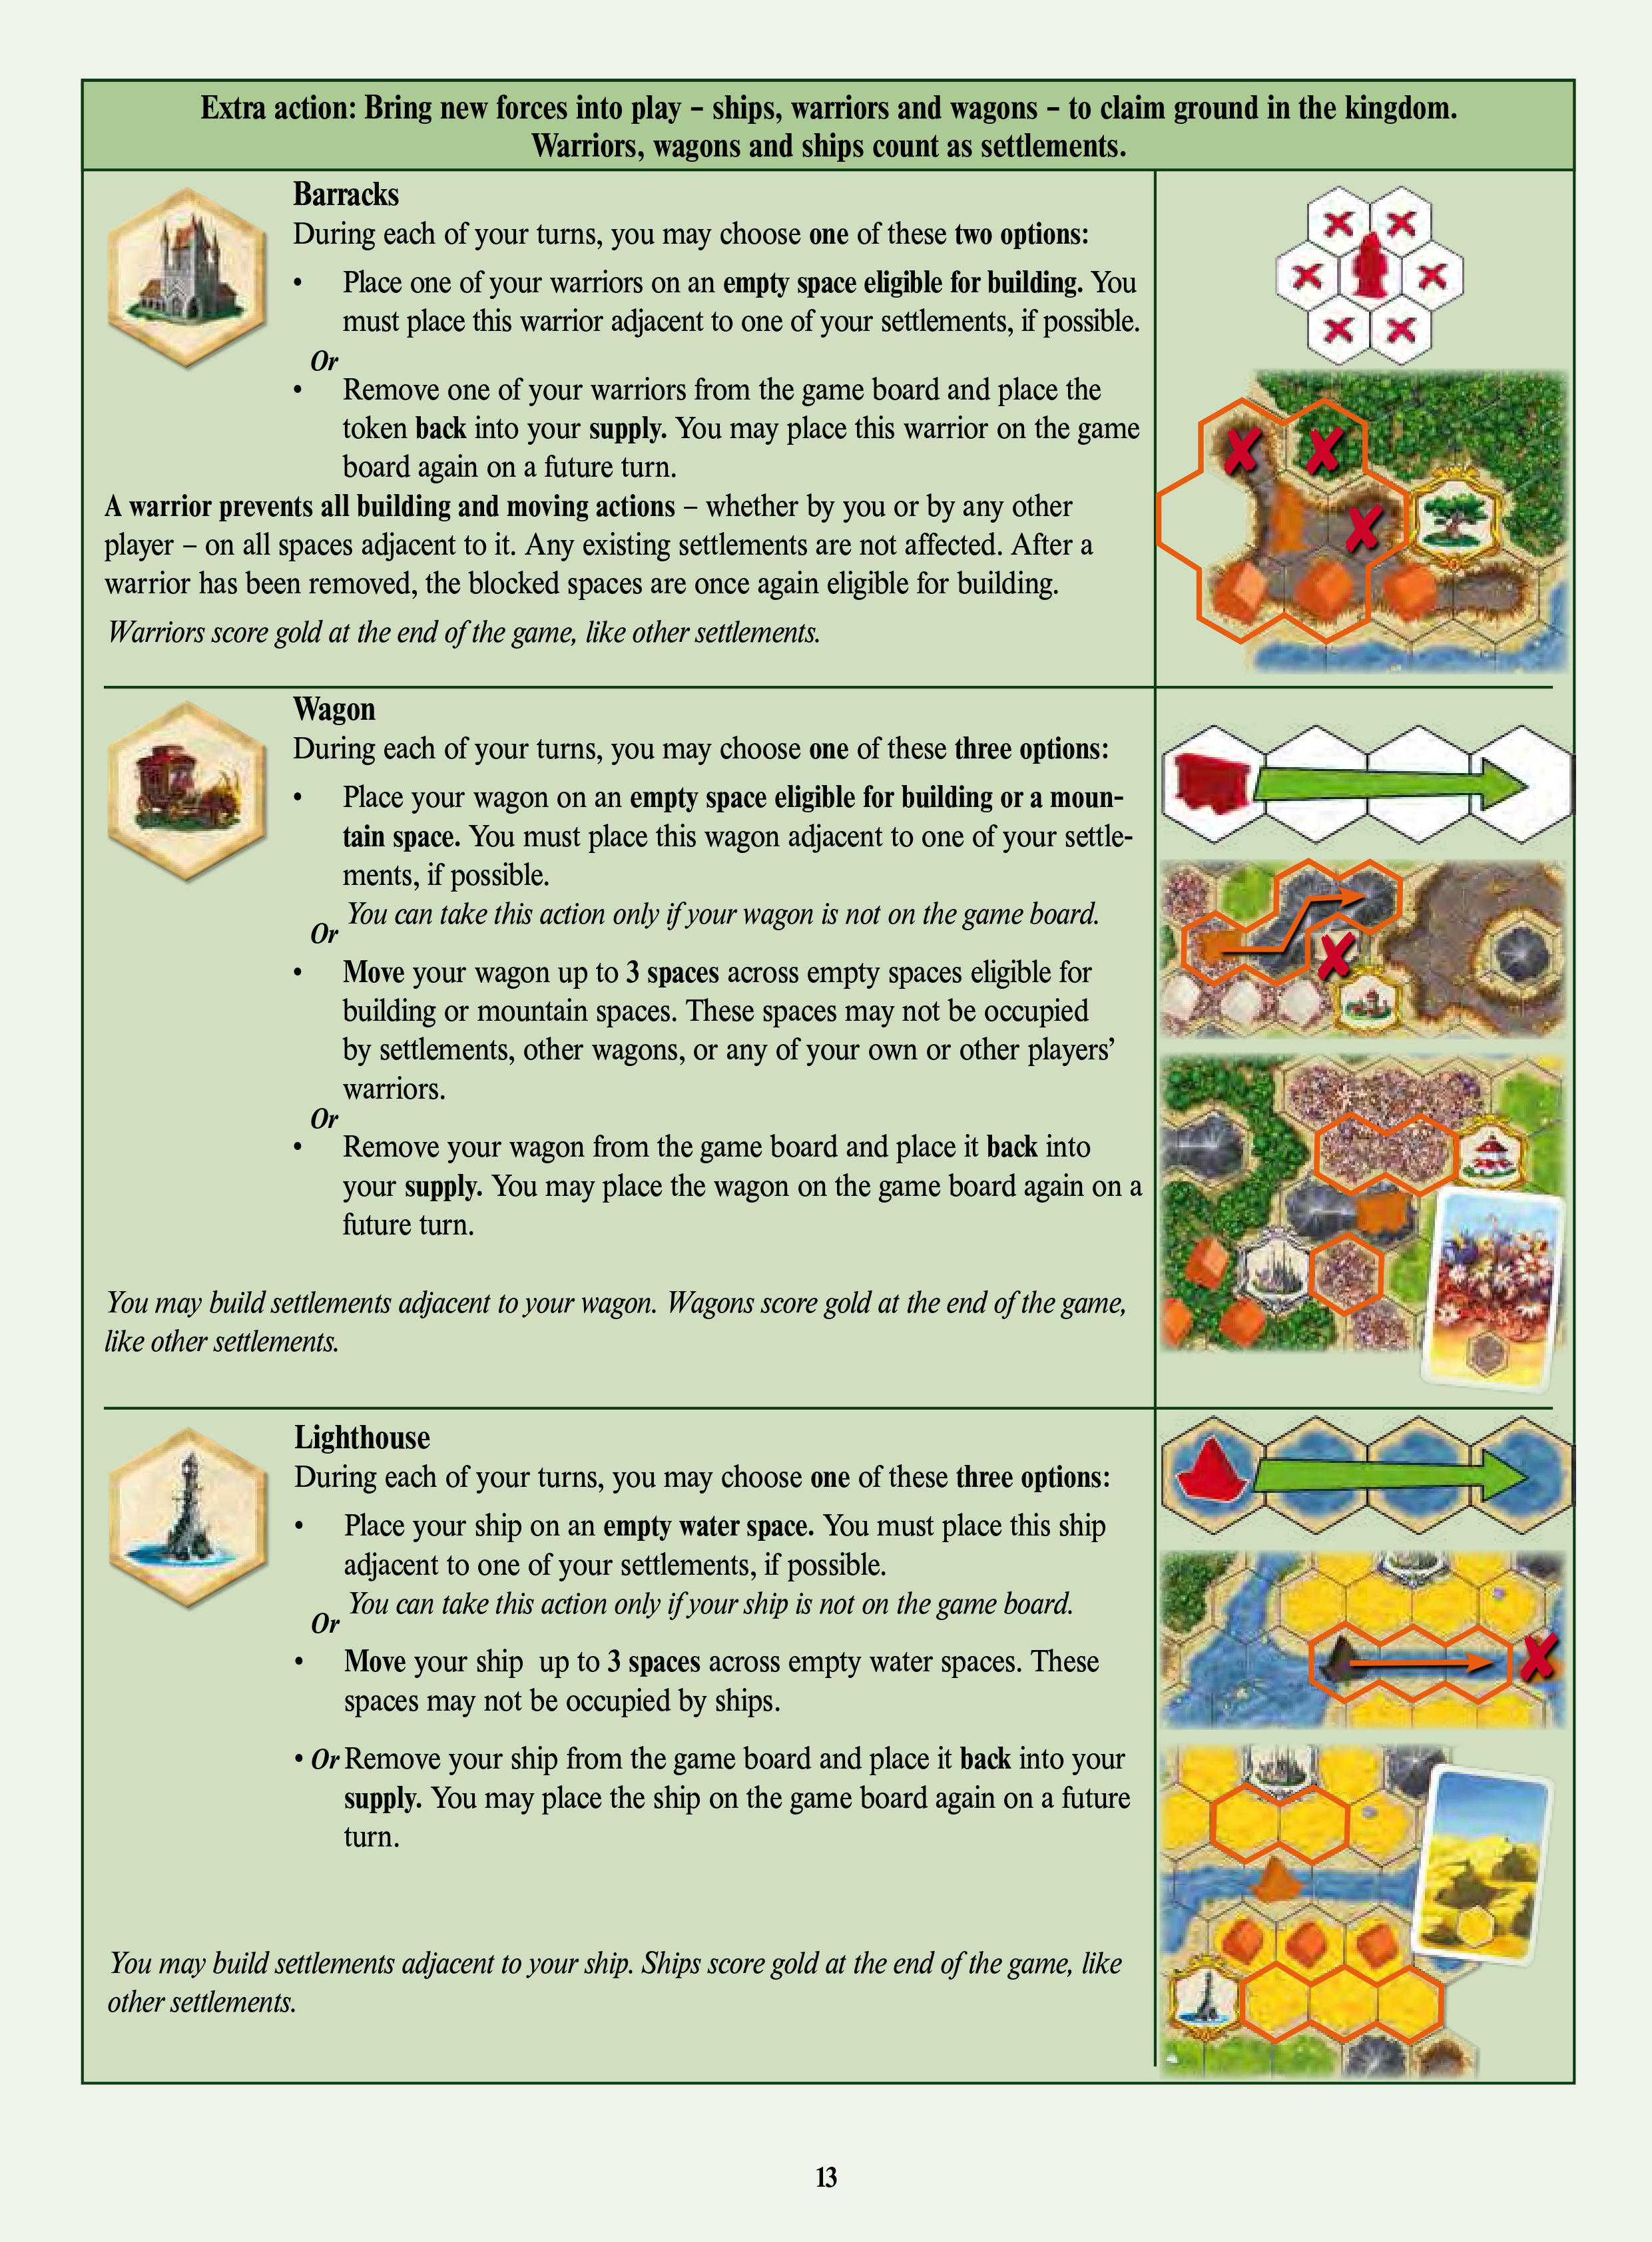 Extra action: Bring new forces into play – ships, warriors and wagons – to claim ground in the kingdom.
Warriors, wagons and ships count as settlements.
Barracks
During each of your turns, you may choose one of these two options:
• Place one of your warriors on an empty space eligible for building. You
must place this warrior adjacent to one of your settlements, if possible.
Or
• Remove one of your warriors from the game board and place the
token back into your supply. You may place this warrior on the game
board again on a future turn.
A warrior prevents all building and moving actions – whether by you or by any other
player – on all spaces adjacent to it. Any existing settlements are not affected. After a
warrior has been removed, the blocked spaces are once again eligible for building.
Warriors score gold at the end of the game, like other settlements.
Wagon
During each of your turns, you may choose one of these three options:
• Place your wagon on an empty space eligible for building or a moun-
tain space. You must place this wagon adjacent to one of your settle-
ments, if possible.
You can take this action only if your wagon is not on the game board.
Or
• Move your wagon up to 3 spaces across empty spaces eligible for
building or mountain spaces. These spaces may not be occupied
by settlements, other wagons, or any of your own or other players’
warriors.
Or
• Remove your wagon from the game board and place it back into
your supply. You may place the wagon on the game board again on a
future turn.
You may build settlements adjacent to your wagon. Wagons score gold at the end of the game,
like other settlements.
Lighthouse
During each of your turns, you may choose one of these three options:
• Place your ship on an empty water space. You must place this ship
adjacent to one of your settlements, if possible.
You can take this action only if your ship is not on the game board.
Or
• Move your ship up to 3 spaces across empty water spaces. These
spaces may not be occupied by ships.
• Or Remove your ship from the game board and place it back into your
supply. You may place the ship on the game board again on a future
turn.
You may build settlements adjacent to your ship. Ships score gold at the end of the game, like
other settlements.
13